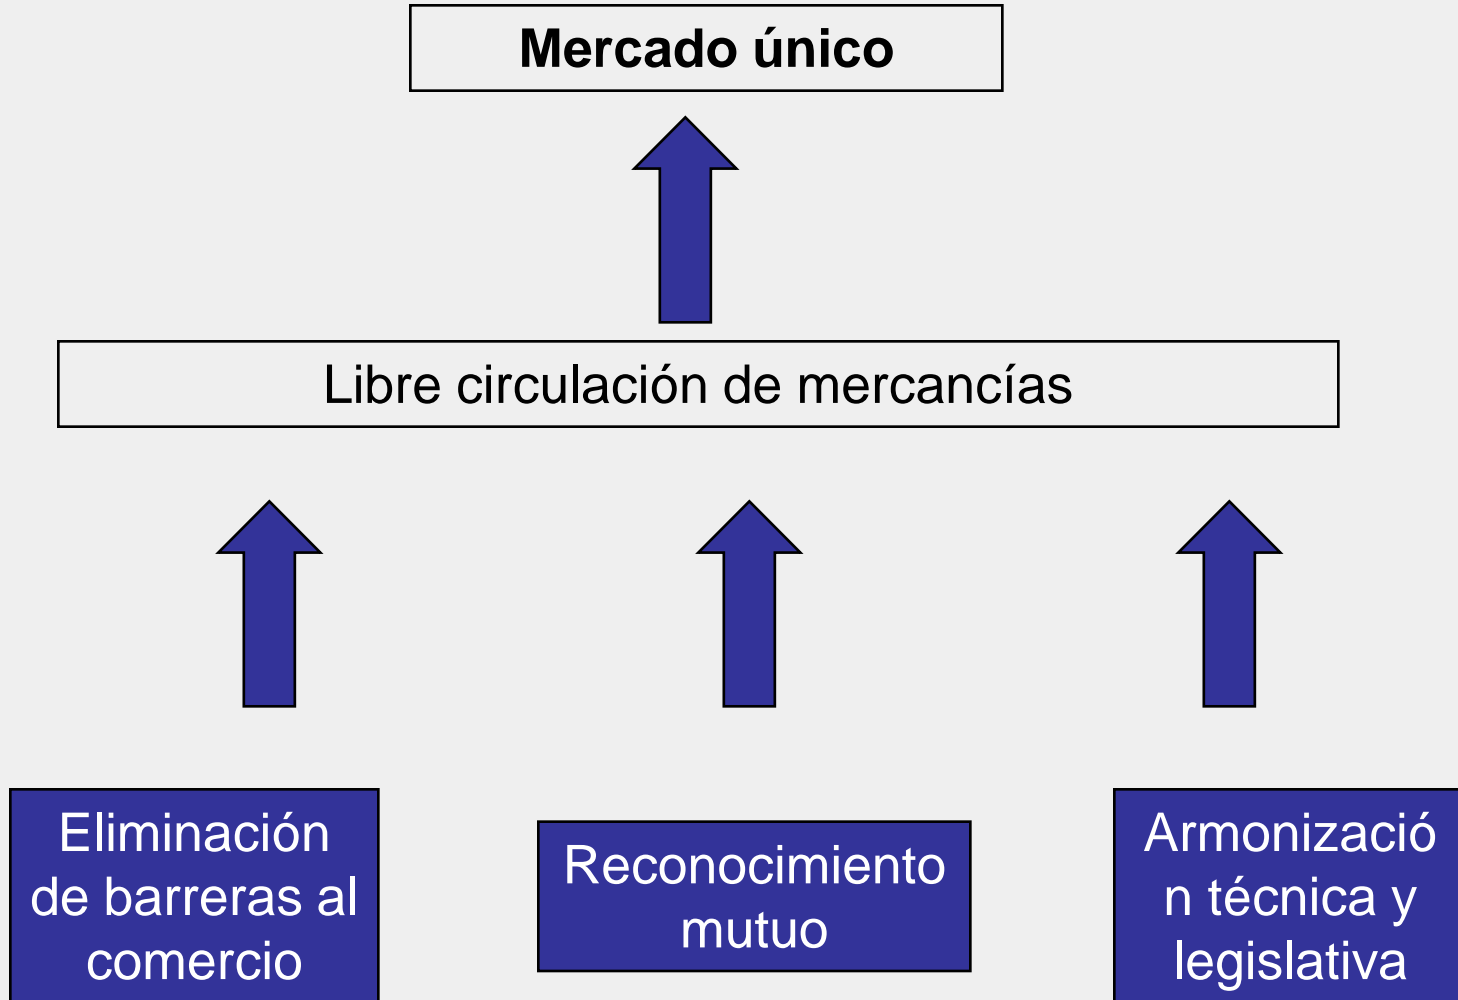 Mercado único
Libre circulación de mercancías
Eliminación
de barreras al
comercio
Reconocimiento
mutuo
Armonizació
n técnica y
legislativa